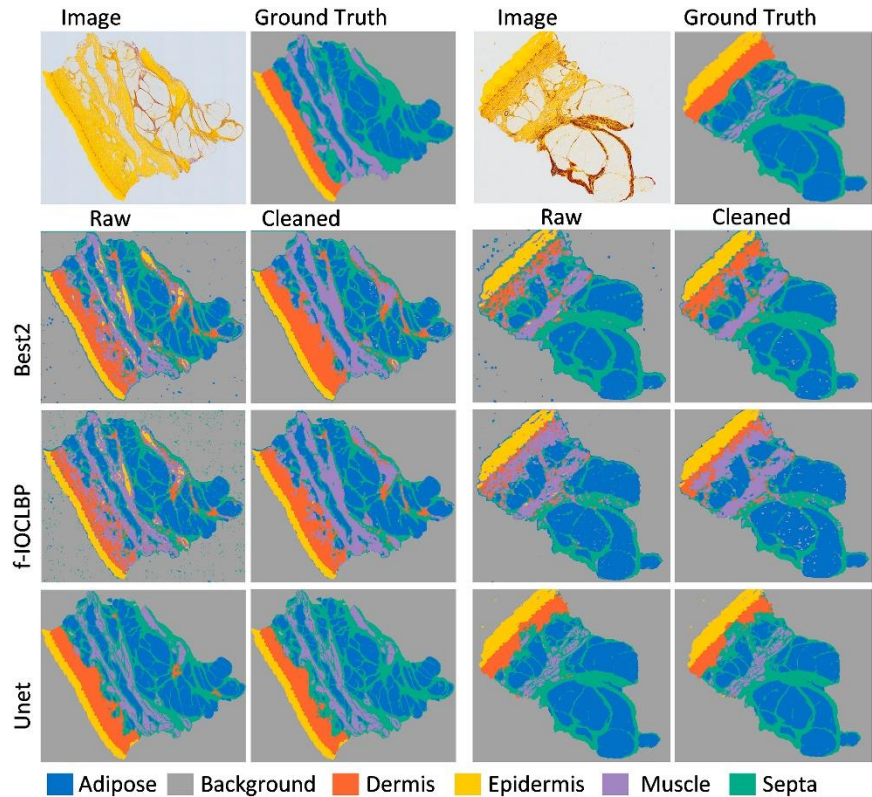 Image Ground Truth Image Ground Truth
Raw Cleaned Raw Cleaned
Best2
f-IOCLBP
Unet
Adipose Background Dermis Epidermis Muscle Septa